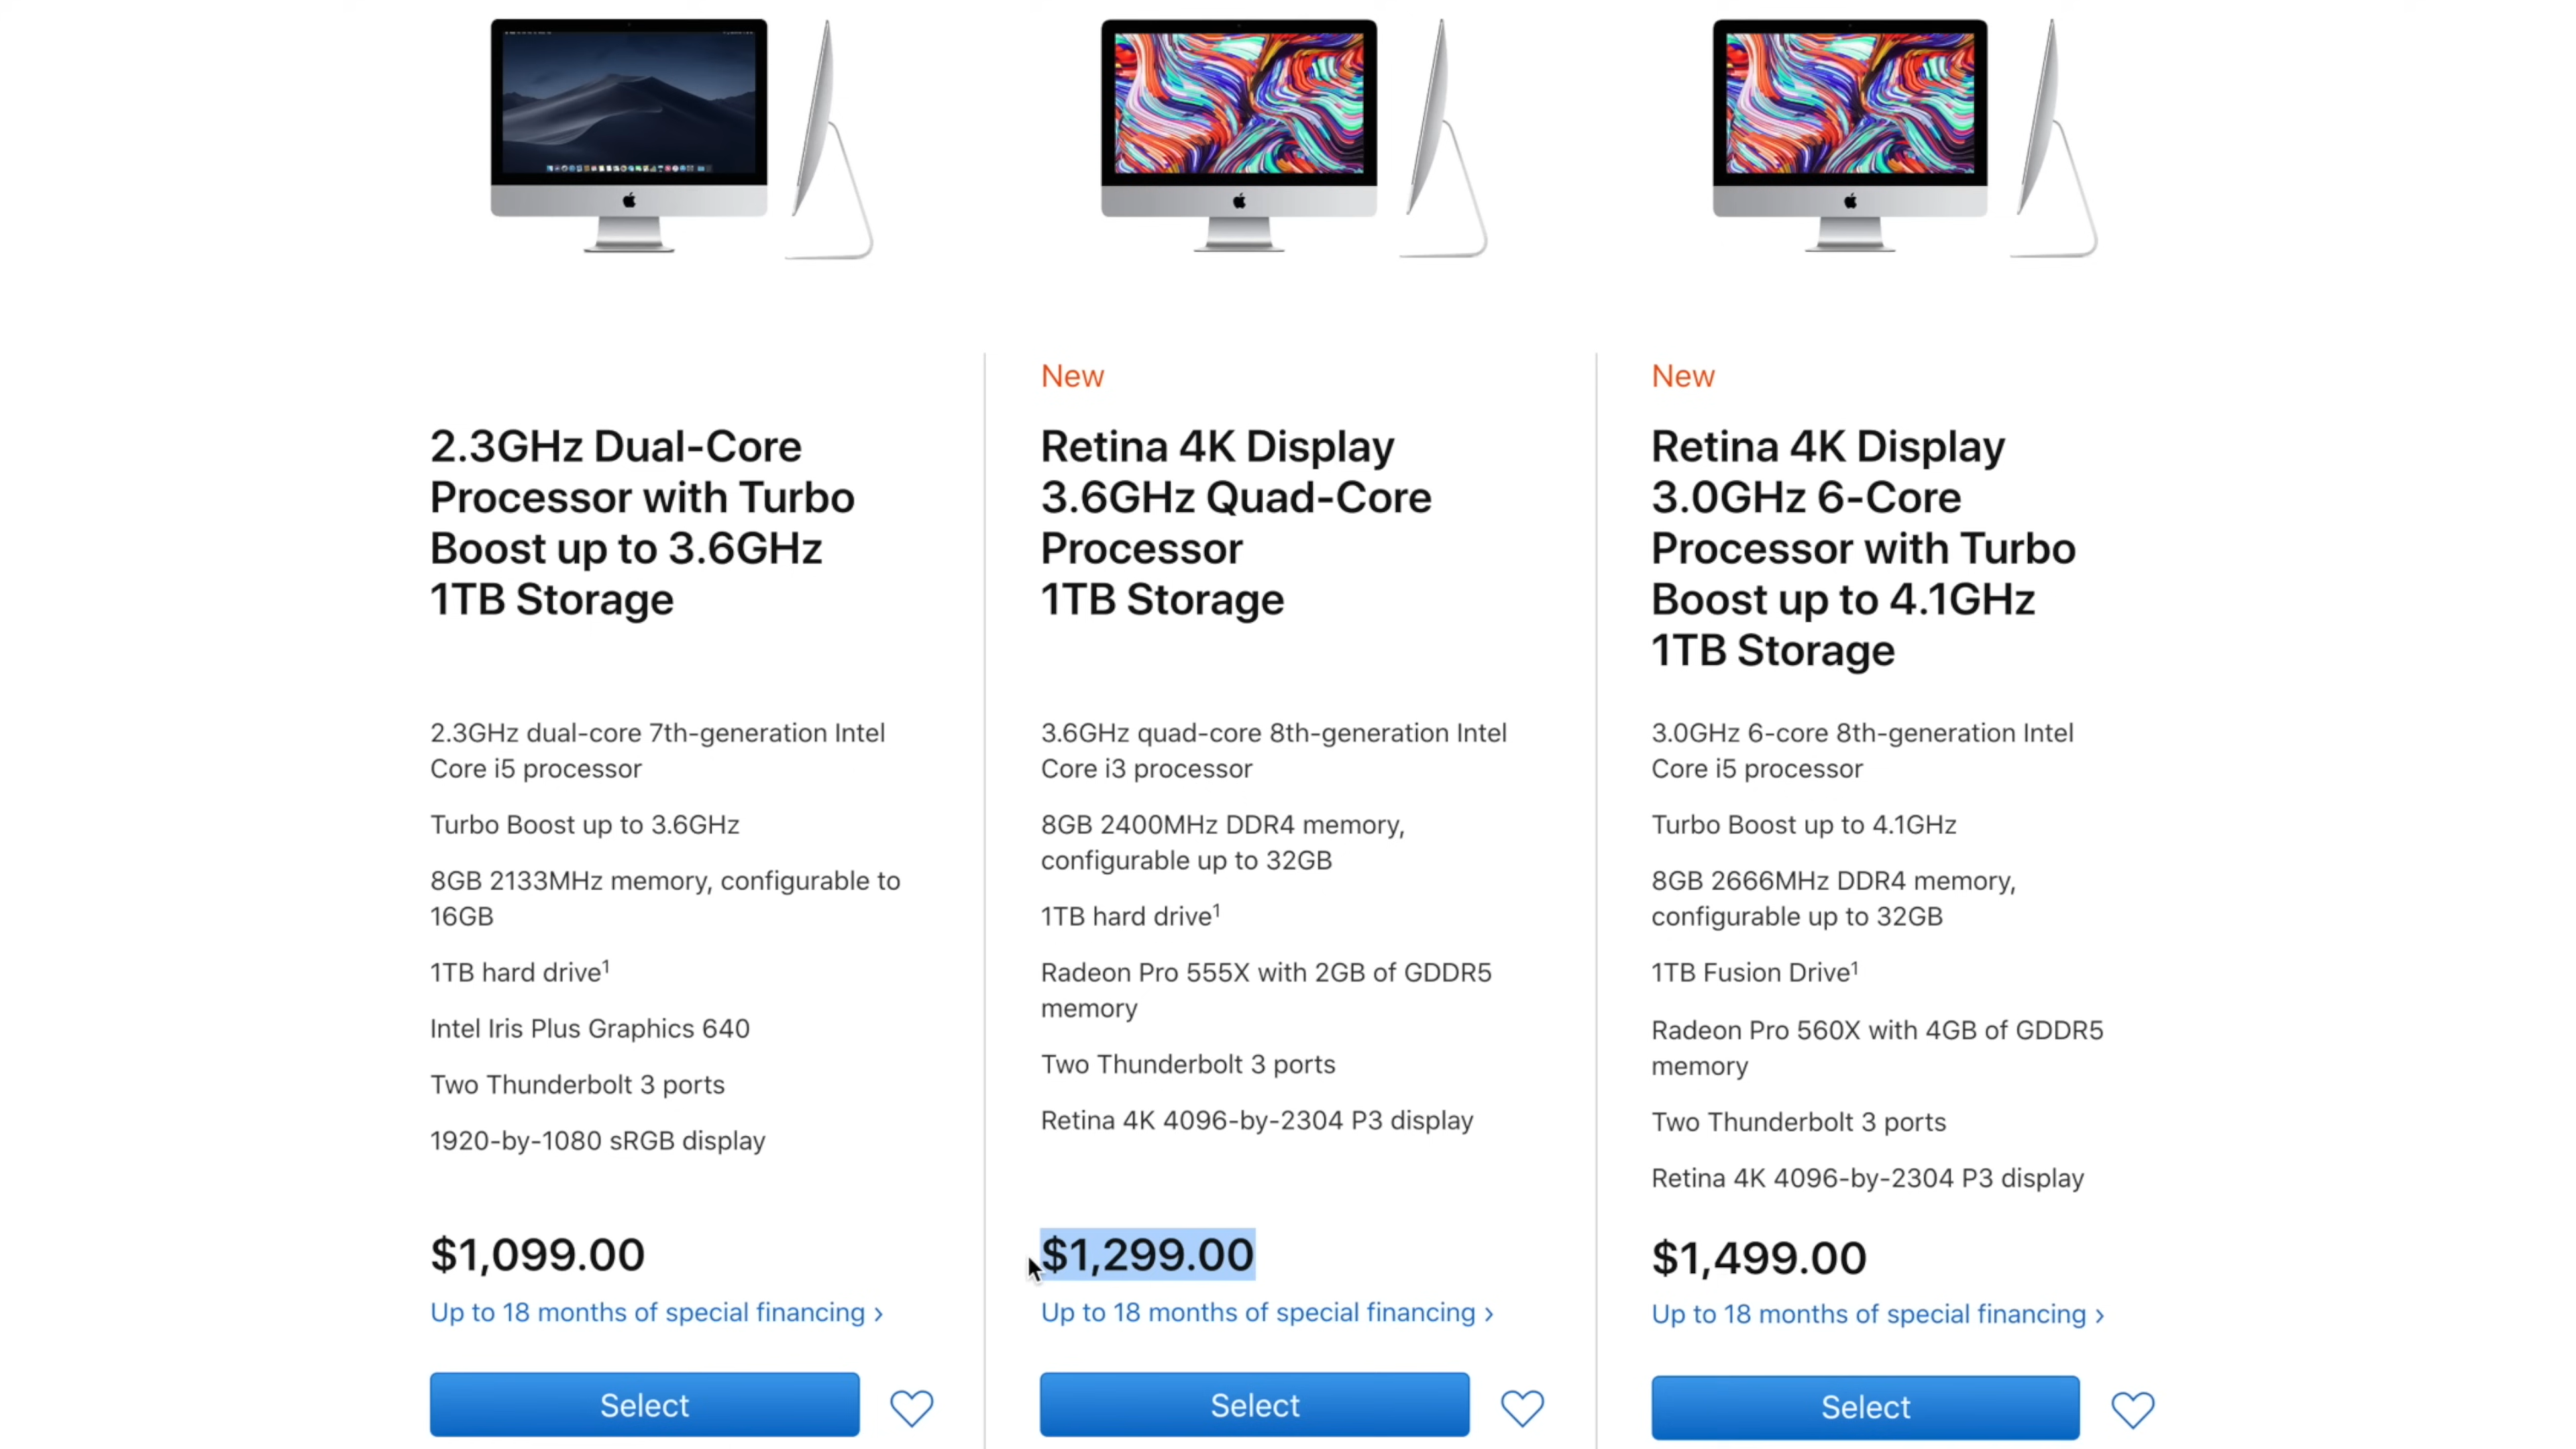 2.3GHz Dual-Core
Processor with Turbo
Boost up to 3.6GHz
1TB Storage
2.3GHz dual-core 7th-generation Intel
Core i5 processor
Turbo Boost up to 3.6GHz
8GB 2133MHz memory, configurable to
16GB
1TB hard drive¹
Intel Iris Plus Graphics 640
Two Thunderbolt 3 ports
1920-by-1080 sRGB display
$1,099.00
Up to 18 months of special financing ›
Select
New
Retina 4K Display
3.6GHz Quad-Core
Processor
1TB Storage
3.6GHz quad-core 8th-generation Intel
Core i3 processor
8GB 2400MHz DDR4 memory,
configurable up to 32GB
1TB hard drive¹
Radeon Pro 555X with 2GB of GDDR5
memory
Two Thunderbolt 3 ports
Retina 4K 4096-by-2304 P3 display
$1,299.00
Up to 18 months of special financing ›
Select
New
Retina 4K Display
3.0GHz 6-Core
Processor with Turbo
Boost up to 4.1GHz
1TB Storage
3.0GHz 6-core 8th-generation Intel
Core i5 processor
Turbo Boost up to 4.1GHz
8GB 2666MHz DDR4 memory,
configurable up to 32GB
1TB Fusion Drive¹
Radeon Pro 560X with 4GB of GDDR5
memory
Two Thunderbolt 3 ports
Retina 4K 4096-by-2304 P3 display
$1,499.00
Up to 18 months of special financing ›
Select